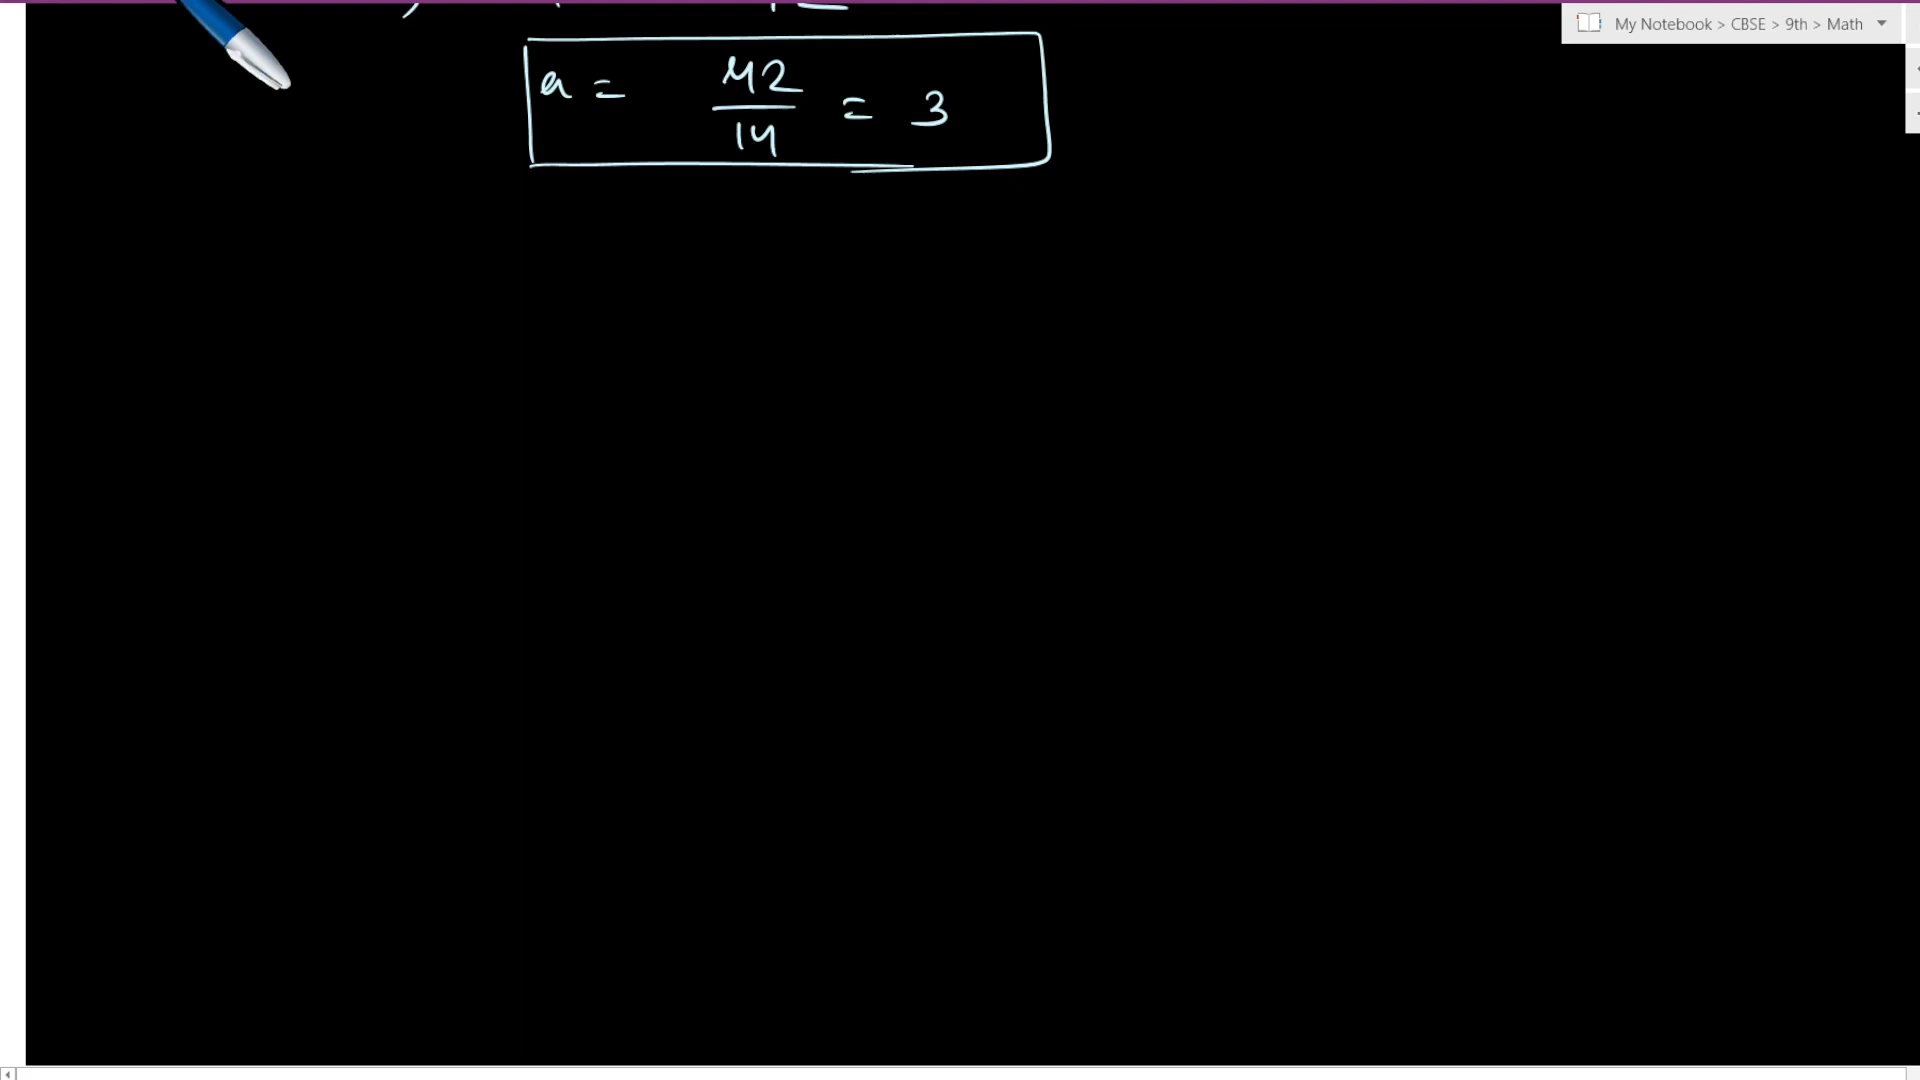 My Notebook > CBSE > 9th > Math
a = 42/14 = 3